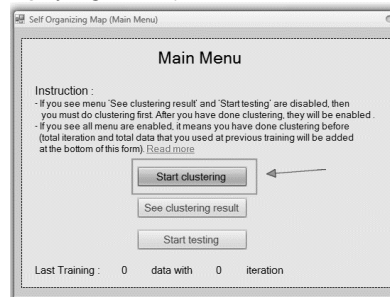 Self Organizing Map (Main Menu)
Main Menu
Instruction :
- If you see menu 'See clustering result' and 'Start testing' are disabled, then
you must do clustering first. After you have done clustering, they will be enabled .
- If you see all menu are enabled, it means you have done clustering before
(total iteration and total data that you used at previous training will be added
at the bottom of this form). Read more
Start clustering
See clustering result
Start testing
Last Training : 0 data with 0 iteration